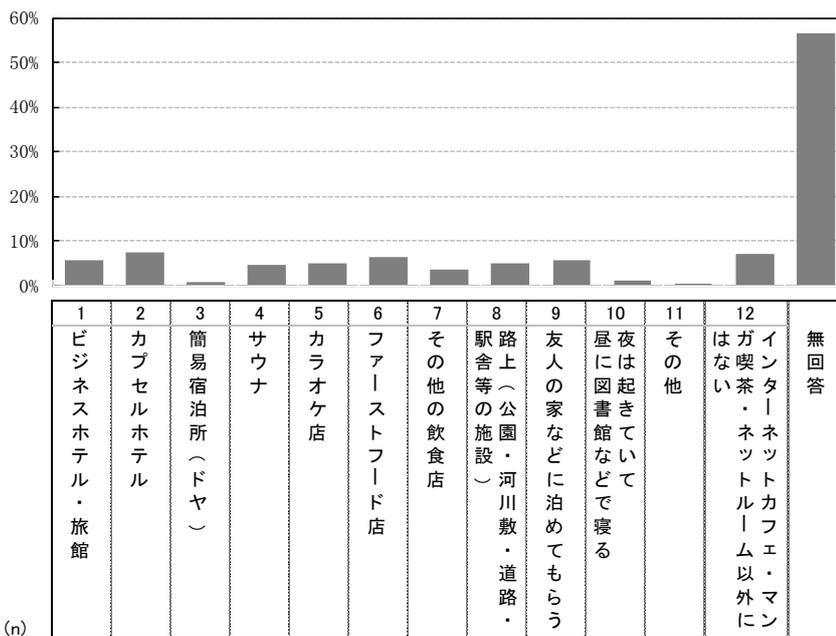 60%
50%
40%
30%
20%
10%
0%
1
ビジネスホテル・旅館
2
カプセルホテル
3
簡易宿泊所（ドヤ）
4
サウナ
5
カラオケ店
6
ファーストフード店
7
その他の飲食店
8
路上（公園・河川敷・道路・
駅舎等の施設）
9
友人の家などに泊めてもらう
10
夜は起きていて
昼に図書館などで寝る
11
その他
12
インターネットカフェ・マン
ガ喫茶・ネットルーム以外に
はない
無回答
(n)